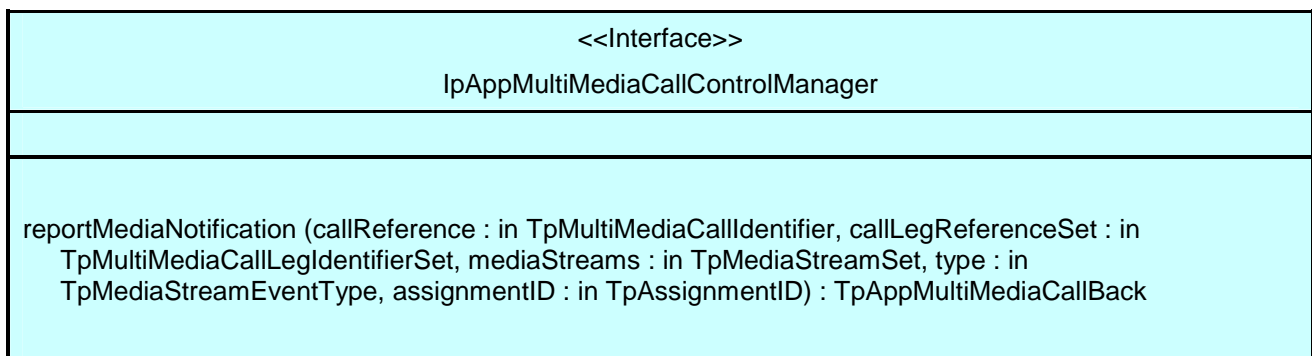 <<Interface>>
IpAppMultiMediaCallControlManager
reportMediaNotification (callReference : in TpMultiMediaCallIdentifier, callLegReferenceSet : in
TpMultiMediaCallLegIdentifierSet, mediaStreams : in TpMediaStreamSet, type : in
TpMediaStreamEventType, assignmentID : in TpAssignmentID) : TpAppMultiMediaCallBack